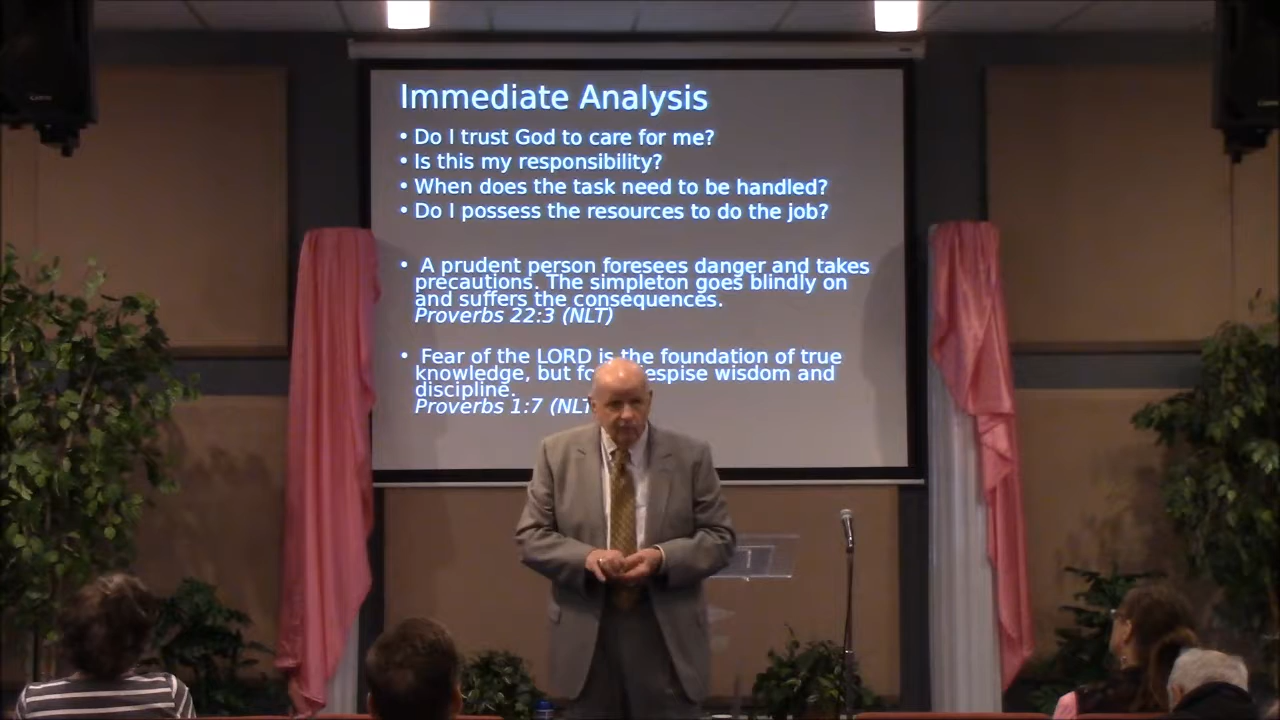 Immediate Analysis
• Do I trust God to care for me?
• Is this my responsibility?
• When does the task need to be handled?
• Do I possess the resources to do the job?
• A prudent person foresees danger and takes
precautions. The simpleton goes blindly on
and suffers the consequences.
Proverbs 22:3 (NLT)
• Fear of the LORD is the foundation of true
knowledge, but wisdom and
discipline.
Proverbs 1:7 (NLT